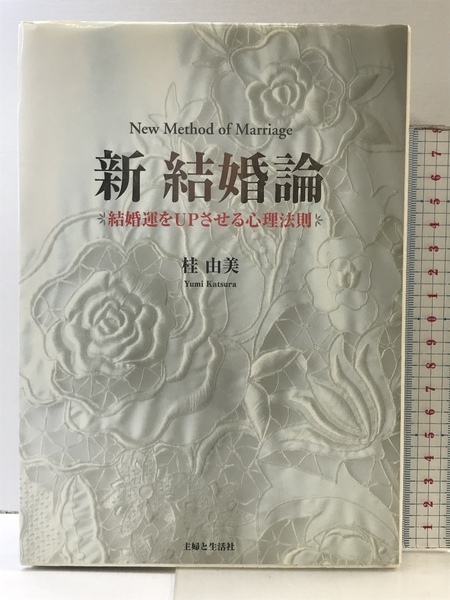 New Method of Marriage
新 結婚論
結婚運をUPさせる心理法則
桂 由美
Yumi Katsura
主婦と生活社